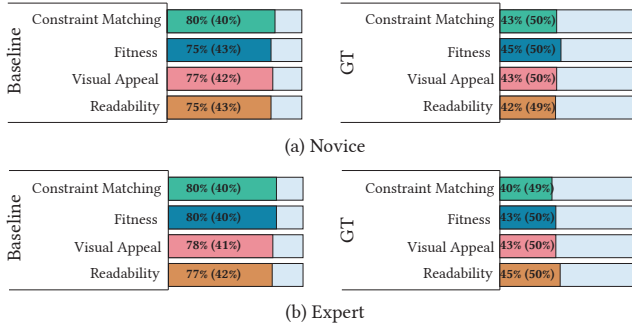 Baseline
Constraint Matching 80% (40%)
Fitness 75% (43%)
Visual Appeal 77% (42%)
Readability 75% (43%)
GT
Constraint Matching 43% (50%)
Fitness 45% (50%)
Visual Appeal 43% (50%)
Readability 42% (49%)
(a) Novice
Baseline
Constraint Matching 80% (40%)
Fitness 80% (40%)
Visual Appeal 78% (41%)
Readability 77% (42%)
GT
Constraint Matching 40% (49%)
Fitness 43% (50%)
Visual Appeal 43% (50%)
Readability 45% (50%)
(b) Expert